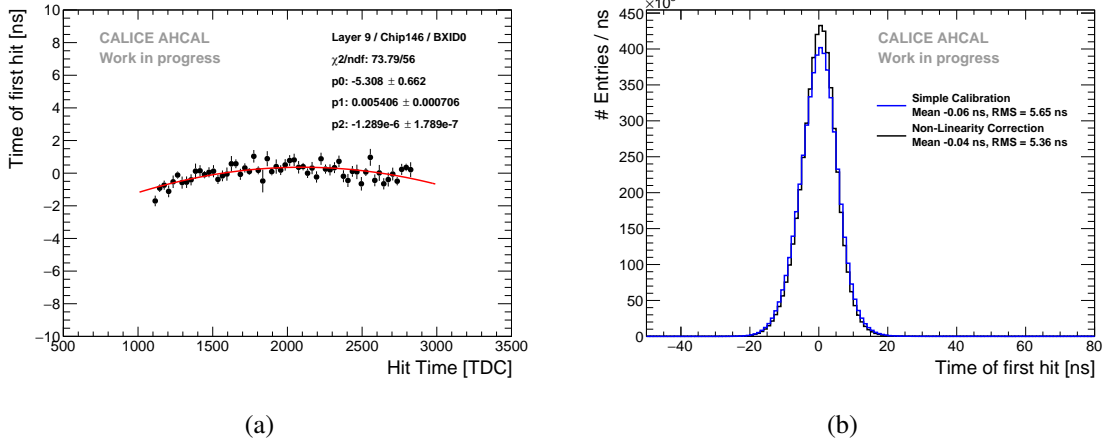 Time of first hit [ns]
10
8
6
4
2
0
−2
−4
−6
−8
−10
CALICE AHCAL
Work in progress
Layer 9 / Chip146 / BXID0
χ2/ndf: 73.79/56
p0: -5.308 ± 0.662
p1: 0.005406 ± 0.000706
p2: -1.289e-6 ± 1.789e-7
500 1000 1500 2000 2500 3000 3500
Hit Time [TDC]
(a)
# Entries / ns
450
400
350
300
250
200
150
100
50
0
CALICE AHCAL
Work in progress
Simple Calibration
Mean -0.06 ns, RMS = 5.65 ns
Non-Linearity Correction
Mean -0.04 ns, RMS = 5.36 ns
−40 −20 0 20 40 60 80
Time of first hit [ns]
(b)